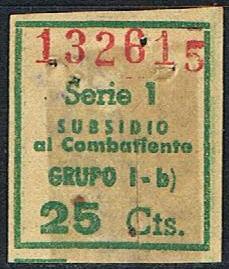 132615
Serie 1
SUBSIDIO
al Combatiente
GRUPO I-b)
25 Cts.